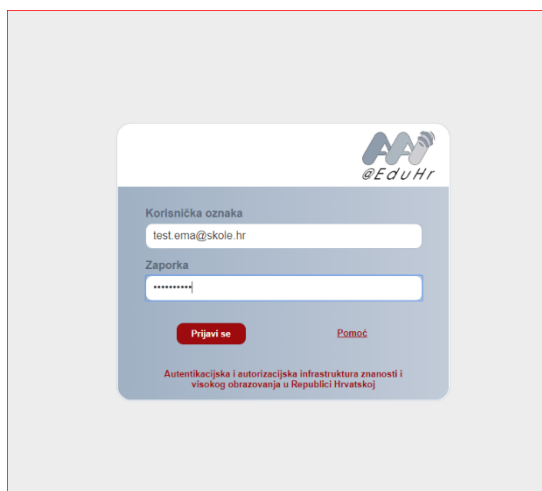 @EduHr
Korisnička oznaka
test.ema@skole.hr
Zaporka
••••••••••
Prijavi se
Pomoć
Autentikacijska i autorizacijska infrastruktura znanosti i
visokog obrazovanja u Republici Hrvatskoj